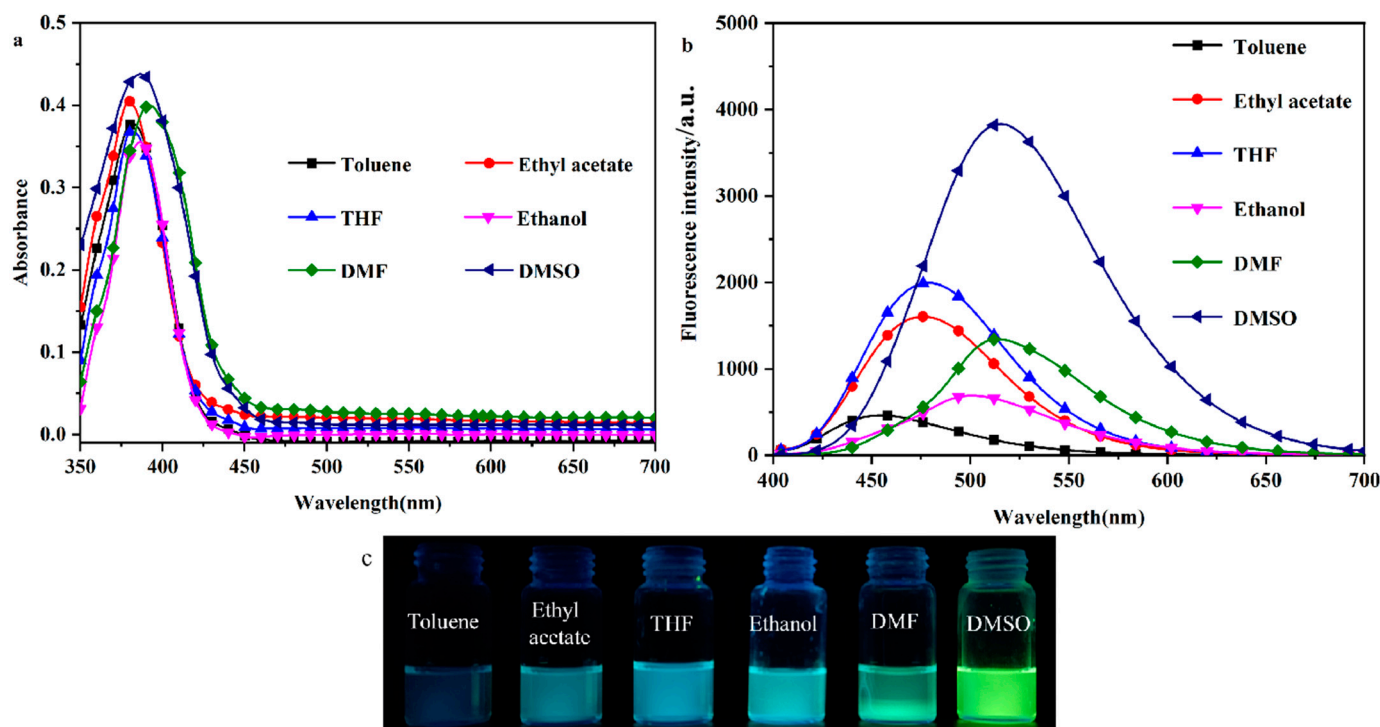 a
0.5
0.4
0.3
0.2
0.1
0.0
Absorbance
Toluene
Ethyl acetate
THF
Ethanol
DMF
DMSO
350 400 450 500 550 600 650 700
Wavelength(nm)
b
5000
4000
3000
2000
1000
0
Fluorescence intensity/a.u.
Toluene
Ethyl acetate
THF
Ethanol
DMF
DMSO
400 450 500 550 600 650 700
Wavelength(nm)
c
Toluene
Ethyl
acetate
THF
Ethanol
DMF
DMSO